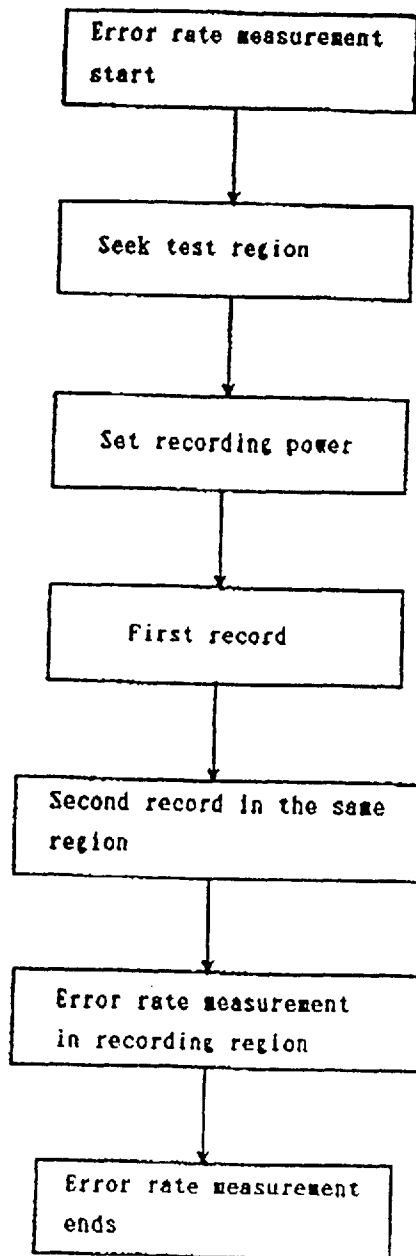 Error rate measurement
start
Seek test region
Set recording power
First record
Second record in the same
region
Error rate measurement
in recording region
Error rate measurement
ends